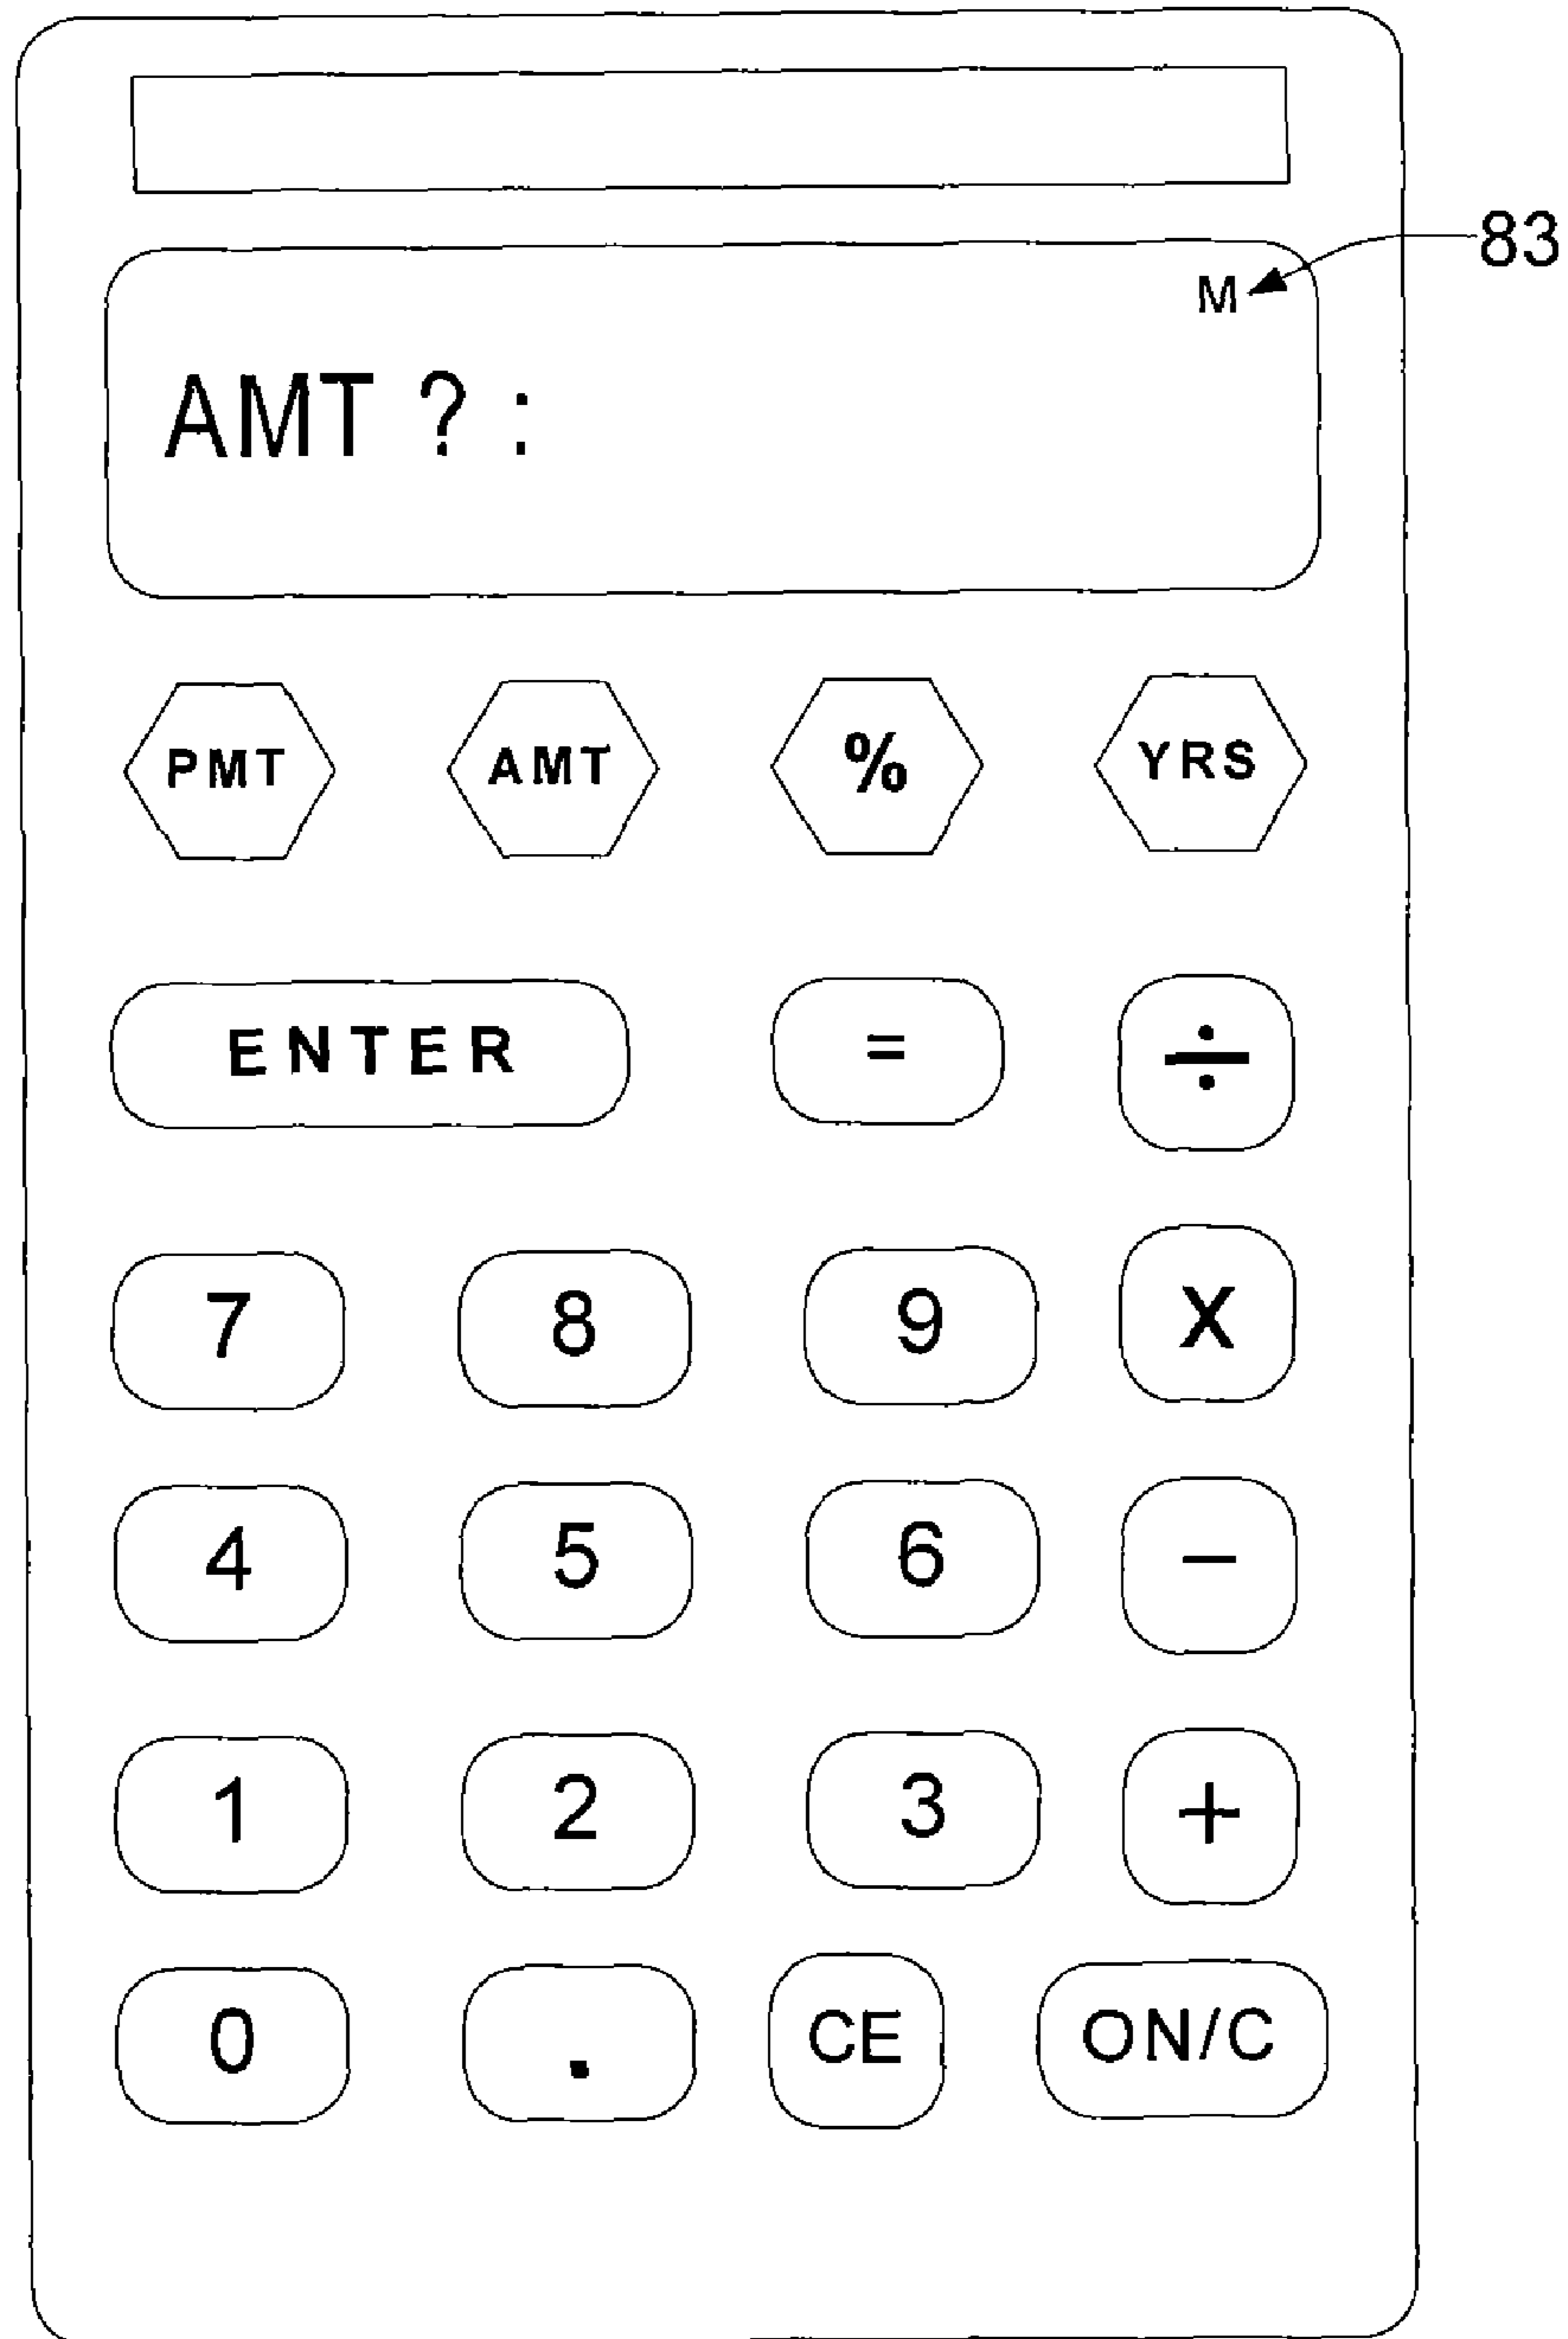 83
M
AMT ? :
PMT AMT % YRS
ENTER = ÷
7 8 9 X
4 5 6 −
1 2 3 +
0 . CE ON/C